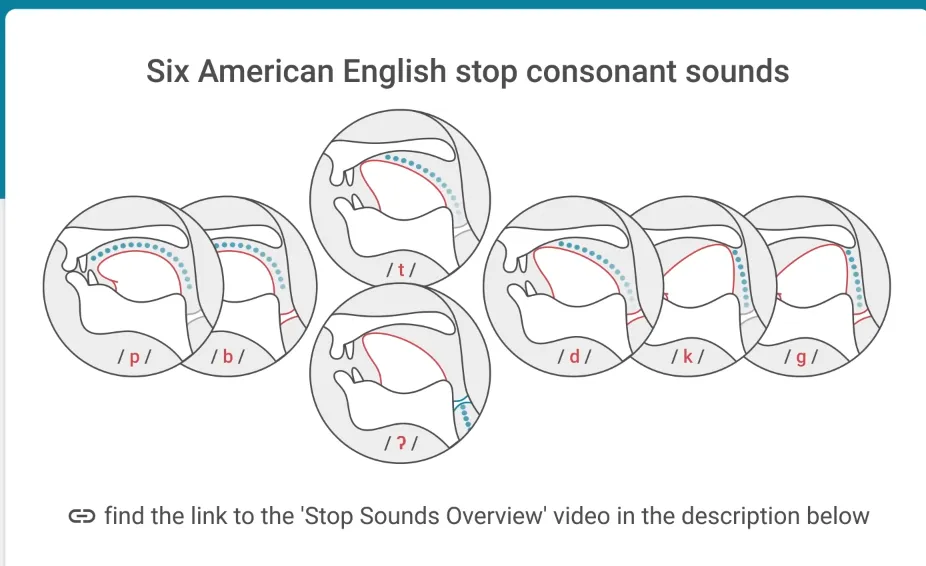 Six American English stop consonant sounds
/ t /
/ p /
/ b /
/ d /
/ k /
/ g /
/ ʔ /
find the link to the 'Stop Sounds Overview' video in the description below